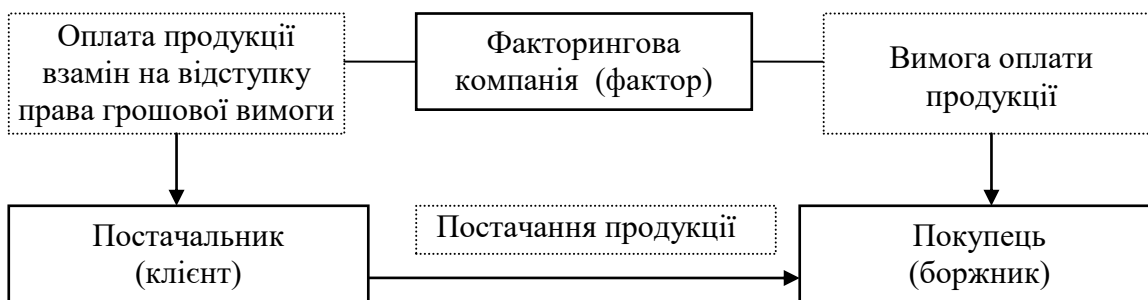 Оплата продукції
взамін на відступку
права грошової вимоги
Факторингова
компанія (фактор)
Вимога оплати
продукції
Постачальник
(клієнт)
Постачання продукції
Покупець
(боржник)